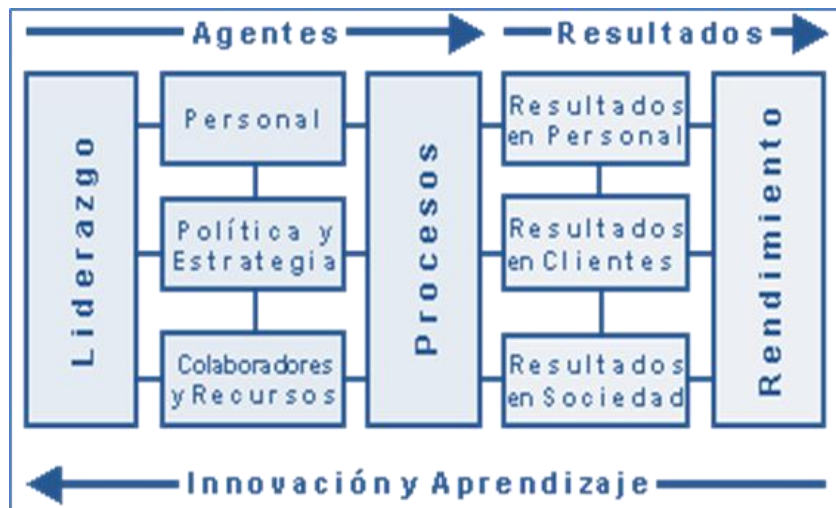 Agentes
Resultados
Liderazgo
Personal
Política y
Estrategia
Colaboradores
y Recursos
Procesos
Resultados
en Personal
Resultados
en Clientes
Resultados
en Sociedad
Rendimiento
Innovación y Aprendizaje